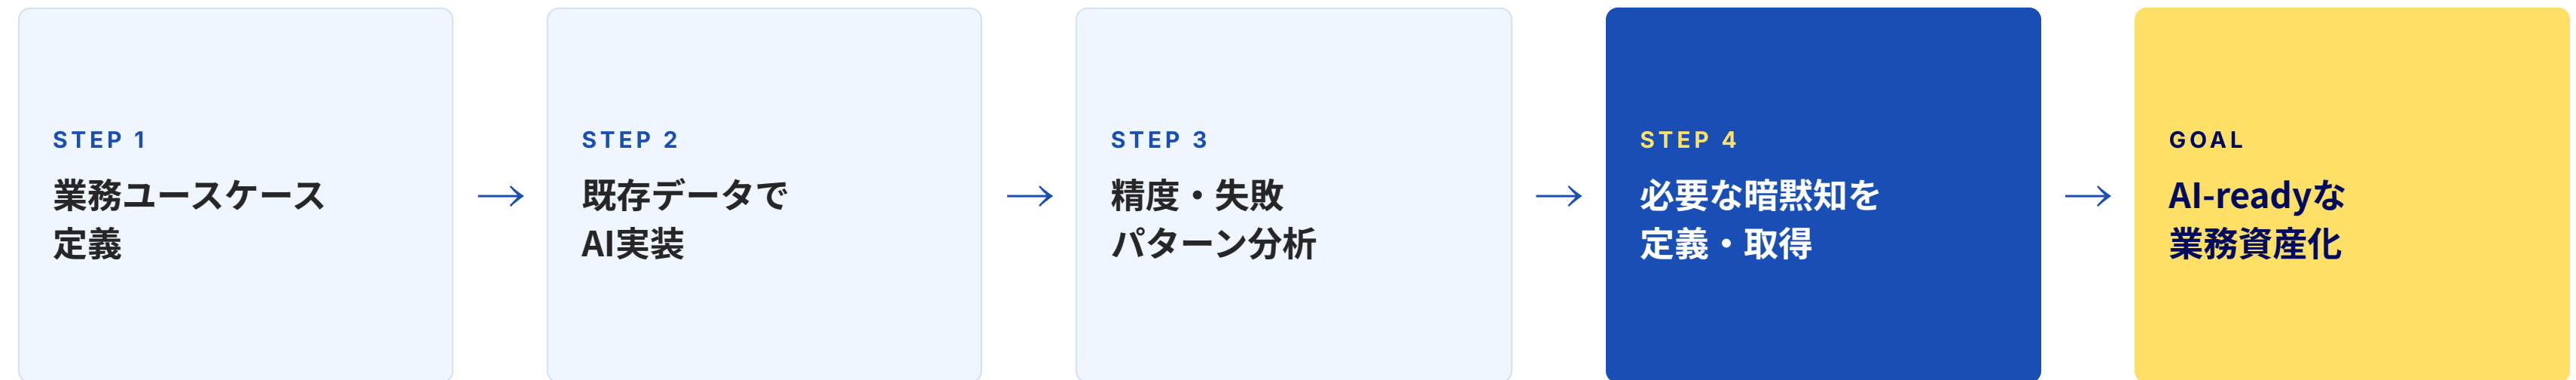 STEP 1
業務ユースケース
定義
STEP 2
既存データで
AI実装
STEP 3
精度・失敗
パターン分析
STEP 4
必要な暗黙知を
定義・取得
GOAL
AI-readyな
業務資産化